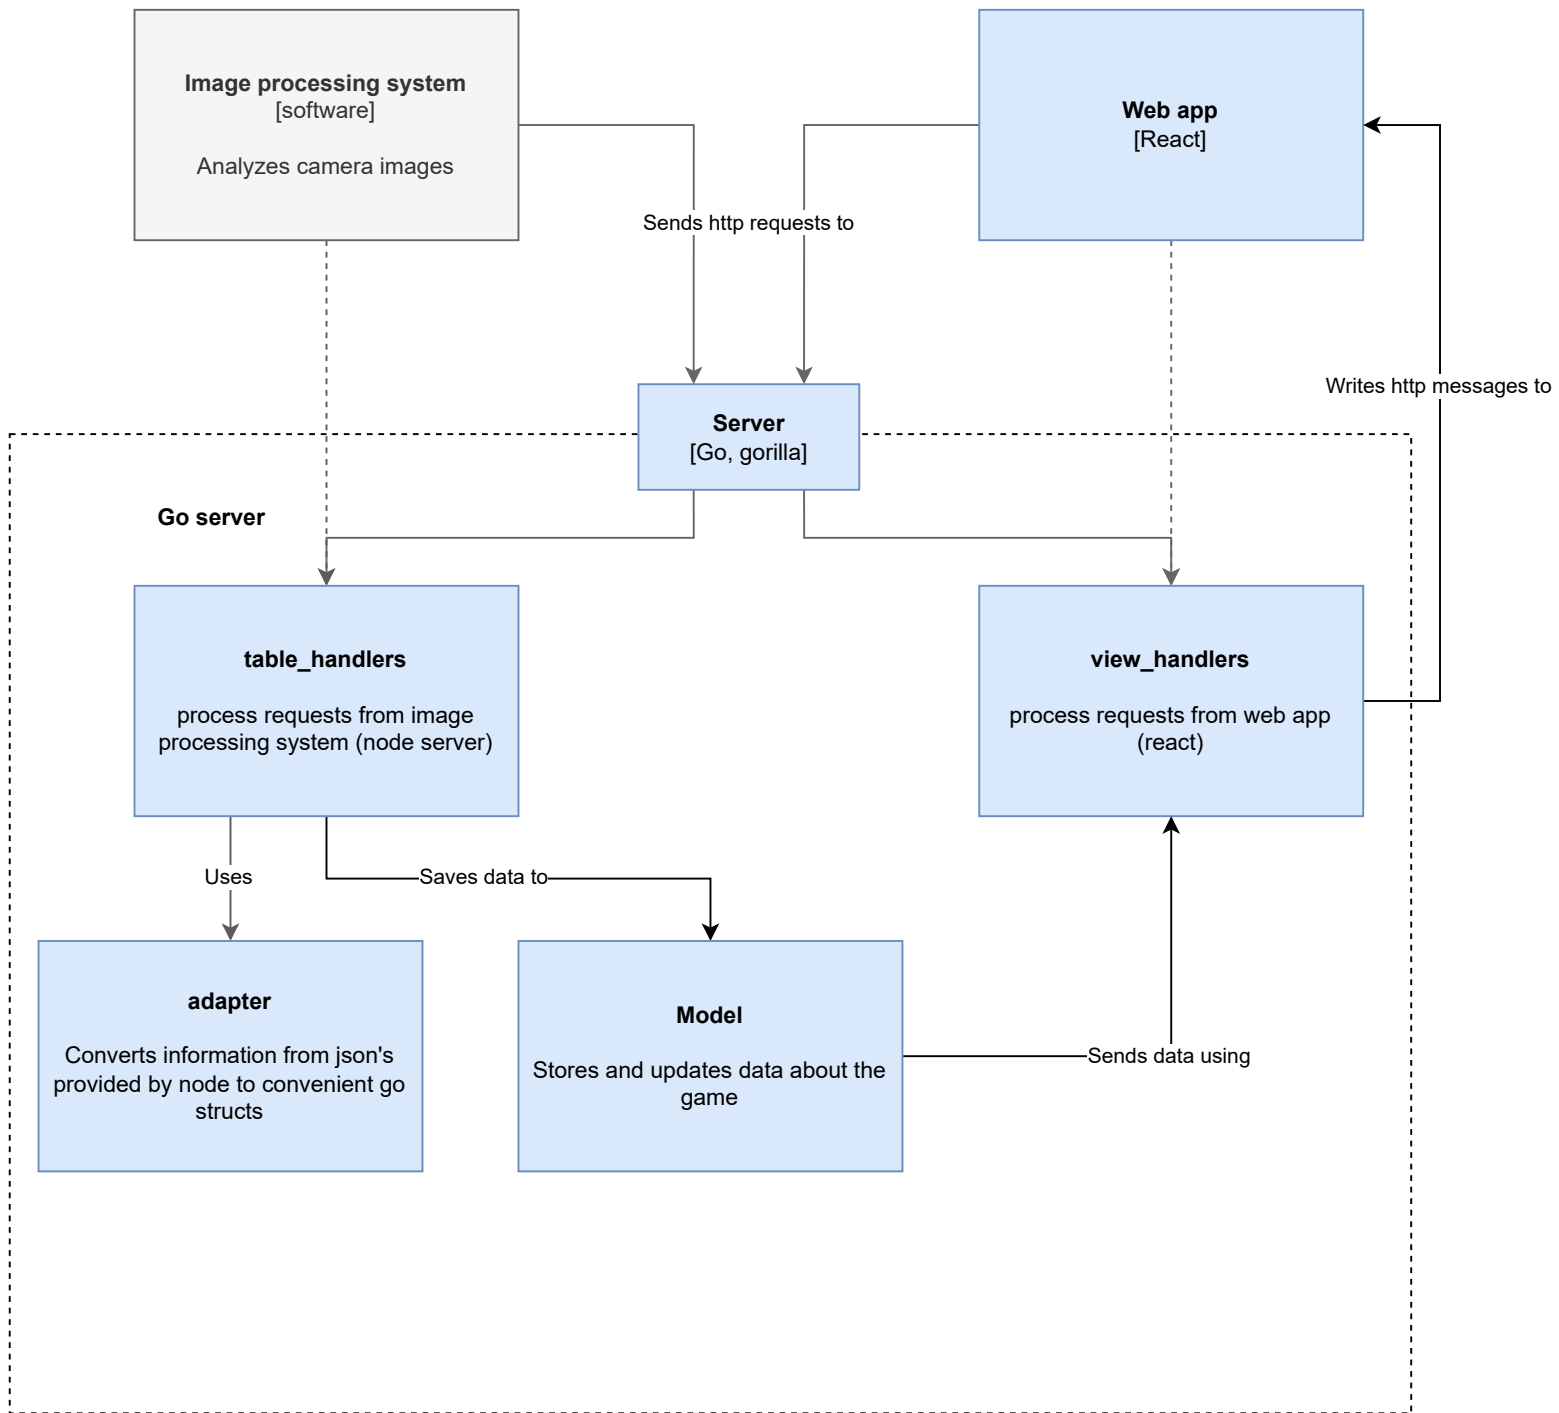 Image processing system
[software]
Analyzes camera images
Web app
[React]
Sends http requests to
Writes http messages to
Server
[Go, gorilla]
Go server
table_handlers
process requests from image
processing system (node server)
view_handlers
process requests from web app
(react)
Uses
Saves data to
adapter
Converts information from json's
provided by node to convenient go
structs
Model
Stores and updates data about the
game
Sends data using